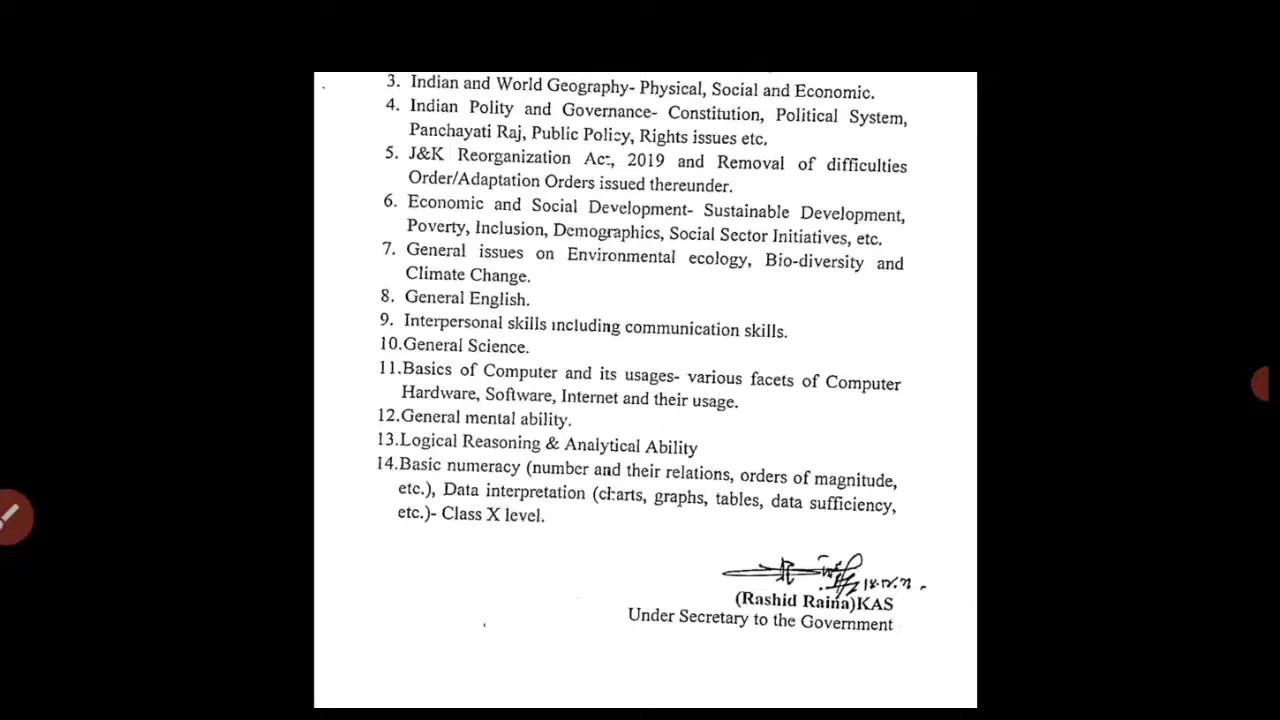 3. Indian and World Geography- Physical, Social and Economic.
4. Indian Polity and Governance- Constitution, Political System,
Panchayati Raj, Public Policy, Rights issues etc.
5. J&K Reorganization Act, 2019 and Removal of difficulties
Order/Adaptation Orders issued thereunder.
6. Economic and Social Development- Sustainable Development,
Poverty, Inclusion, Demographics, Social Sector Initiatives, etc.
7. General issues on Environmental ecology, Bio-diversity and
Climate Change.
8. General English.
9. Interpersonal skills including communication skills.
10.General Science.
11.Basics of Computer and its usages- various facets of Computer
Hardware, Software, Internet and their usage.
12.General mental ability.
13.Logical Reasoning & Analytical Ability
14.Basic numeracy (number and their relations, orders of magnitude,
etc.), Data interpretation (charts, graphs, tables, data sufficiency,
etc.)- Class X level.
(Rashid Raina)KAS
Under Secretary to the Government